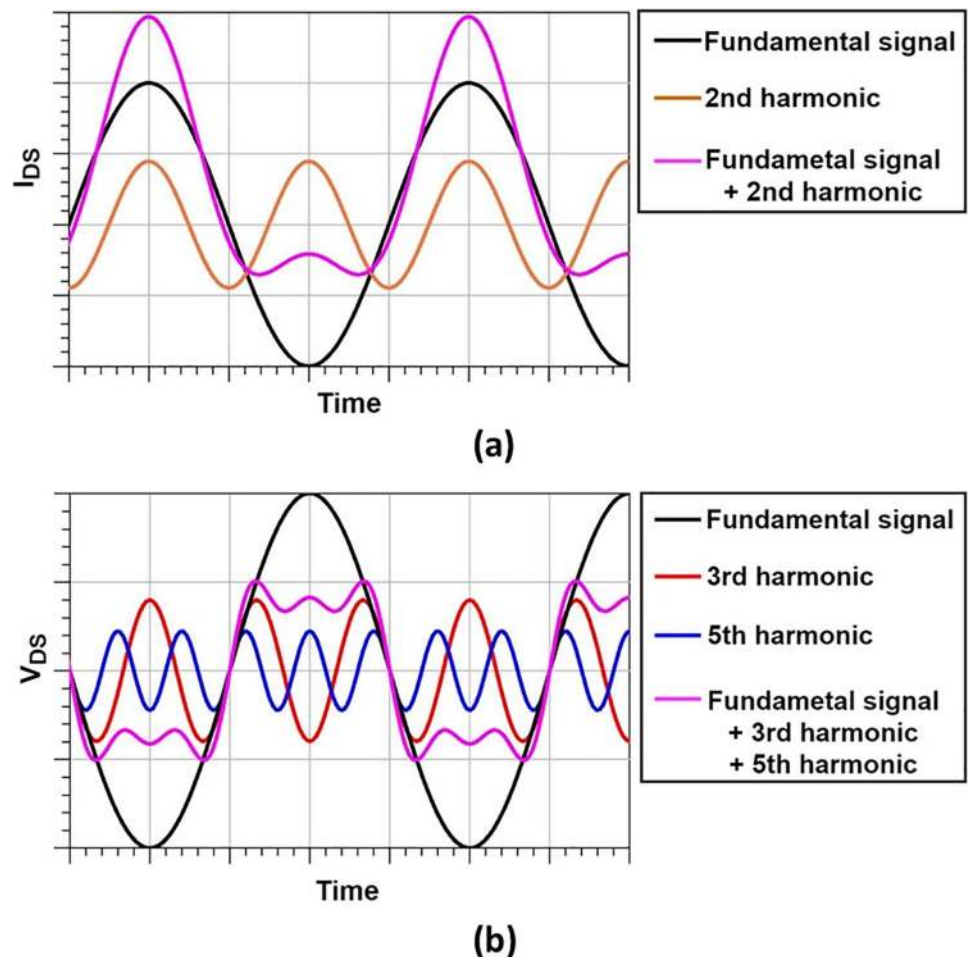 I_DS
Fundamental signal
2nd harmonic
Fundametal signal
+ 2nd harmonic
Time
(a)
V_DS
Fundamental signal
3rd harmonic
5th harmonic
Fundametal signal
+ 3rd harmonic
+ 5th harmonic
Time
(b)